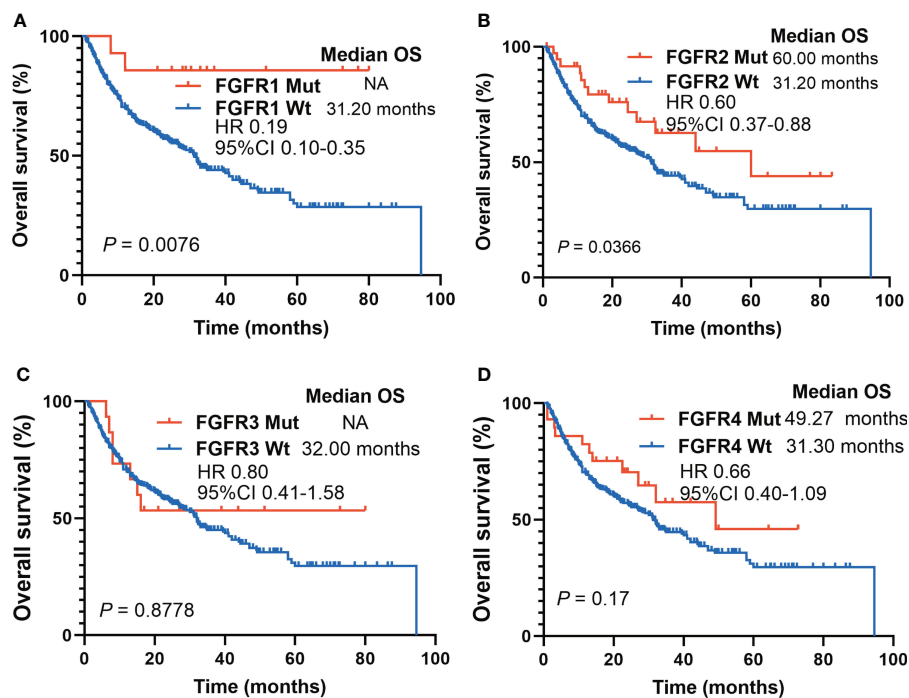 A
Median OS
FGFR1 Mut NA
FGFR1 Wt 31.20 months
HR 0.19
95%CI 0.10-0.35
P = 0.0076
Overall survival (%)
100
50
0
0 20 40 60 80 100
Time (months)
B
Median OS
FGFR2 Mut 60.00 months
FGFR2 Wt 31.20 months
HR 0.60
95%CI 0.37-0.88
P = 0.0366
Overall survival (%)
100
50
0
0 20 40 60 80 100
Time (months)
C
Median OS
FGFR3 Mut NA
FGFR3 Wt 32.00 months
HR 0.80
95%CI 0.41-1.58
P = 0.8778
Overall survival (%)
100
50
0
0 20 40 60 80 100
Time (months)
D
Median OS
FGFR4 Mut 49.27 months
FGFR4 Wt 31.30 months
HR 0.66
95%CI 0.40-1.09
P = 0.17
Overall survival (%)
100
50
0
0 20 40 60 80 100
Time (months)